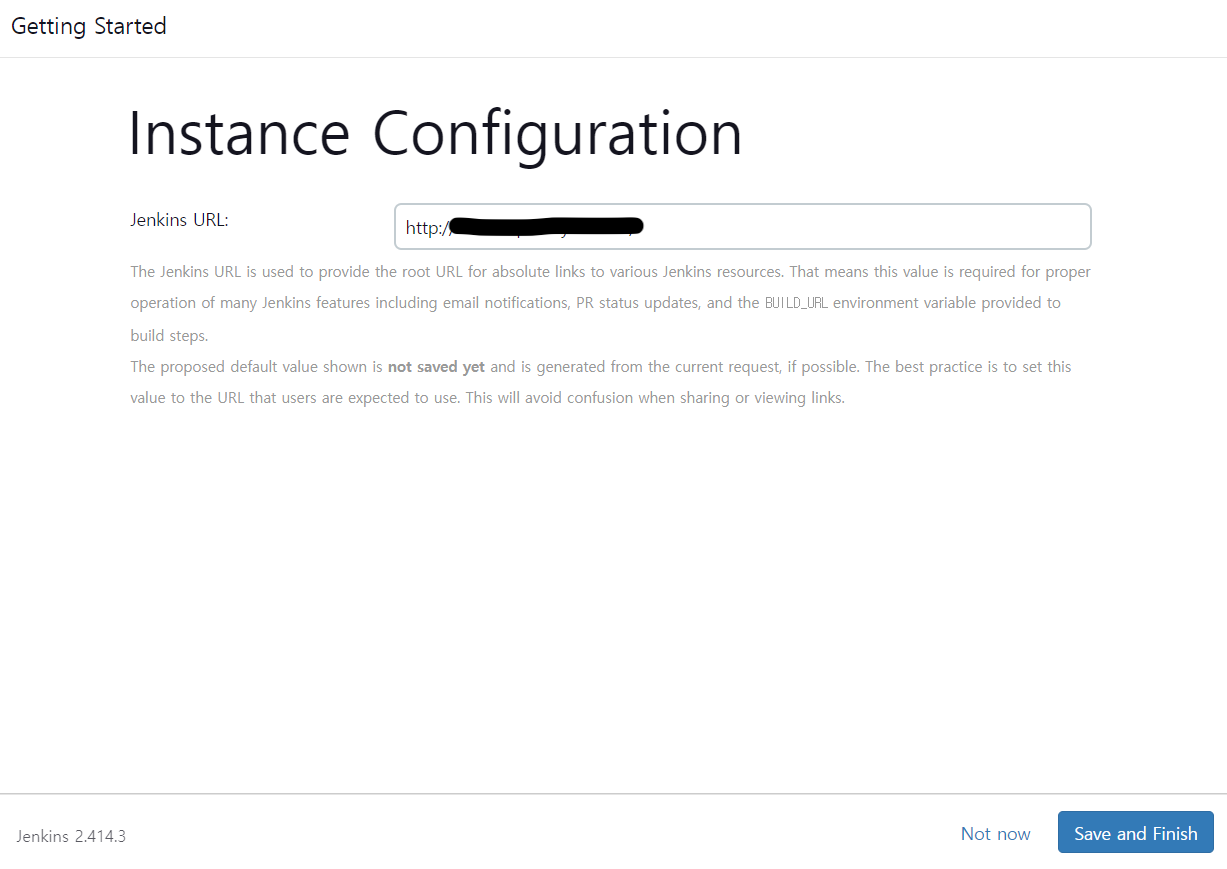 Getting Started
Instance Configuration
Jenkins URL:
http:/
The Jenkins URL is used to provide the root URL for absolute links to various Jenkins resources. That means this value is required for proper
operation of many Jenkins features including email notifications, PR status updates, and the BUILD_URL environment variable provided to
build steps.
The proposed default value shown is not saved yet and is generated from the current request, if possible. The best practice is to set this
value to the URL that users are expected to use. This will avoid confusion when sharing or viewing links.
Jenkins 2.414.3
Not now
Save and Finish